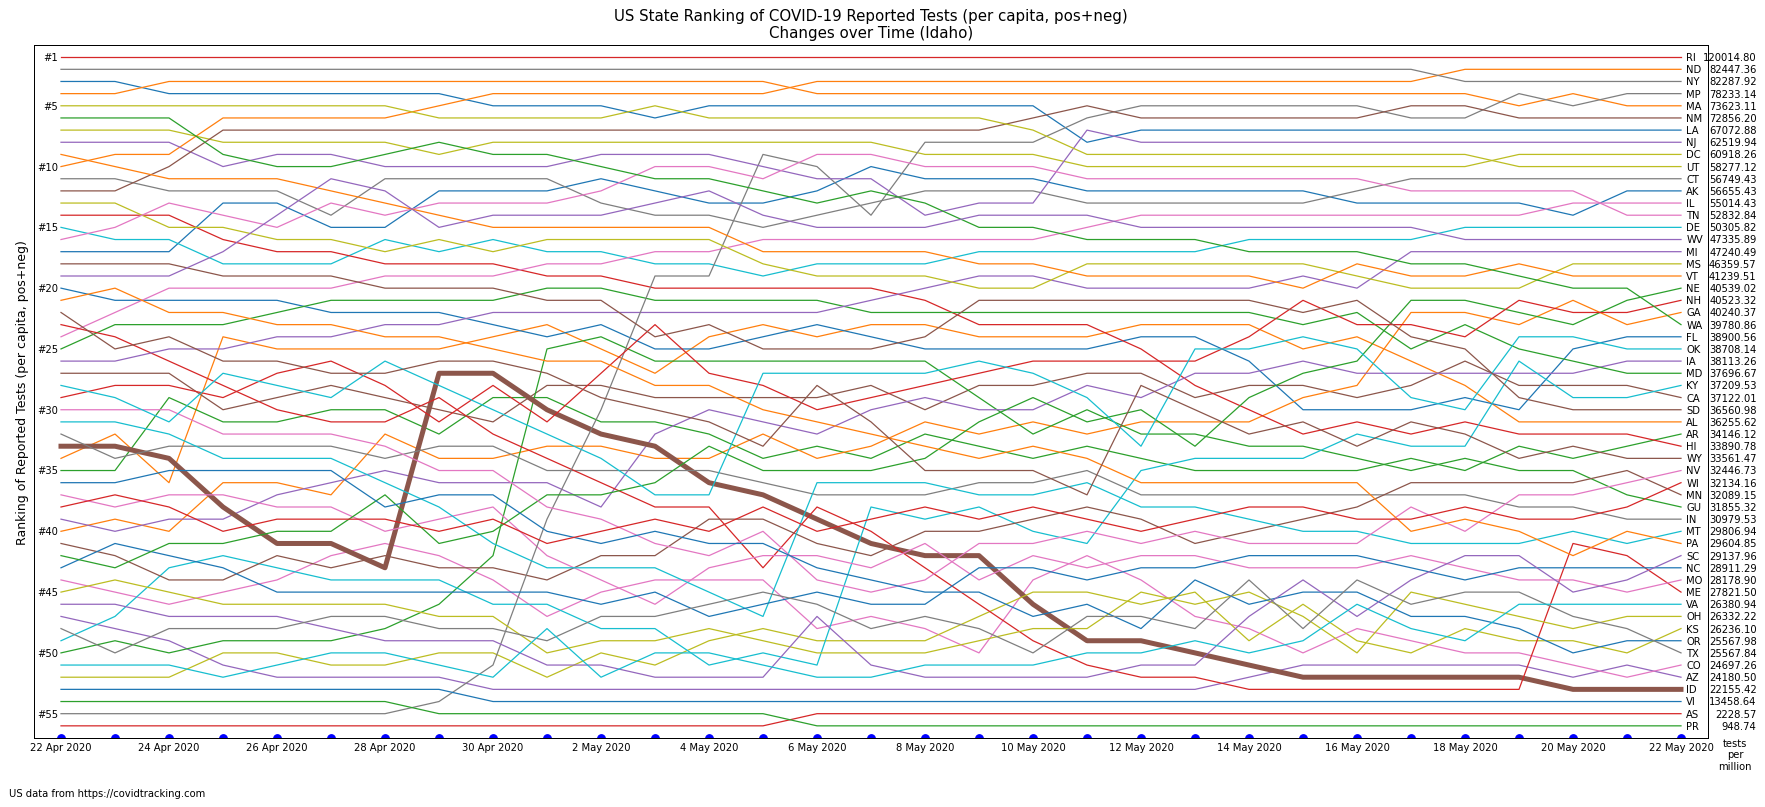 US State Ranking of COVID-19 Reported Tests (per capita, pos+neg)
Changes over Time (Idaho)
Ranking of Reported Tests (per capita, pos+neg)
#1
#5
#10
#15
#20
#25
#30
#35
#40
#45
#50
#55
RI 120014.80
ND 82447.36
NY 82287.92
MP 78233.14
MA 73623.11
NM 72856.20
LA 67072.88
NJ 62519.94
DC 60918.26
UT 58277.12
CT 56749.43
AK 56655.43
IL 55014.43
TN 52832.84
DE 50305.82
WV 47335.89
MI 47240.49
MS 46359.57
VT 41239.51
NE 40539.02
NH 40523.32
GA 40240.37
WA 39780.86
FL 38900.56
OK 38708.14
IA 38113.26
MD 37696.67
KY 37209.53
CA 37122.01
SD 36560.98
AL 36255.62
AR 34146.12
HI 33890.78
WY 33561.47
NV 32446.73
WI 32134.16
MN 32089.15
GU 31855.32
IN 30979.53
MT 29806.94
PA 29604.85
SC 29137.96
NC 28911.29
MO 28178.90
ME 27821.50
VA 26380.94
OH 26332.22
KS 26236.10
OR 25567.98
TX 25567.84
CO 24697.26
AZ 24180.50
ID 22155.42
VI 13458.64
AS 2228.57
PR 948.74
22 Apr 2020
24 Apr 2020
26 Apr 2020
28 Apr 2020
30 Apr 2020
2 May 2020
4 May 2020
6 May 2020
8 May 2020
10 May 2020
12 May 2020
14 May 2020
16 May 2020
18 May 2020
20 May 2020
22 May 2020
tests
per
million
US data from https://covidtracking.com